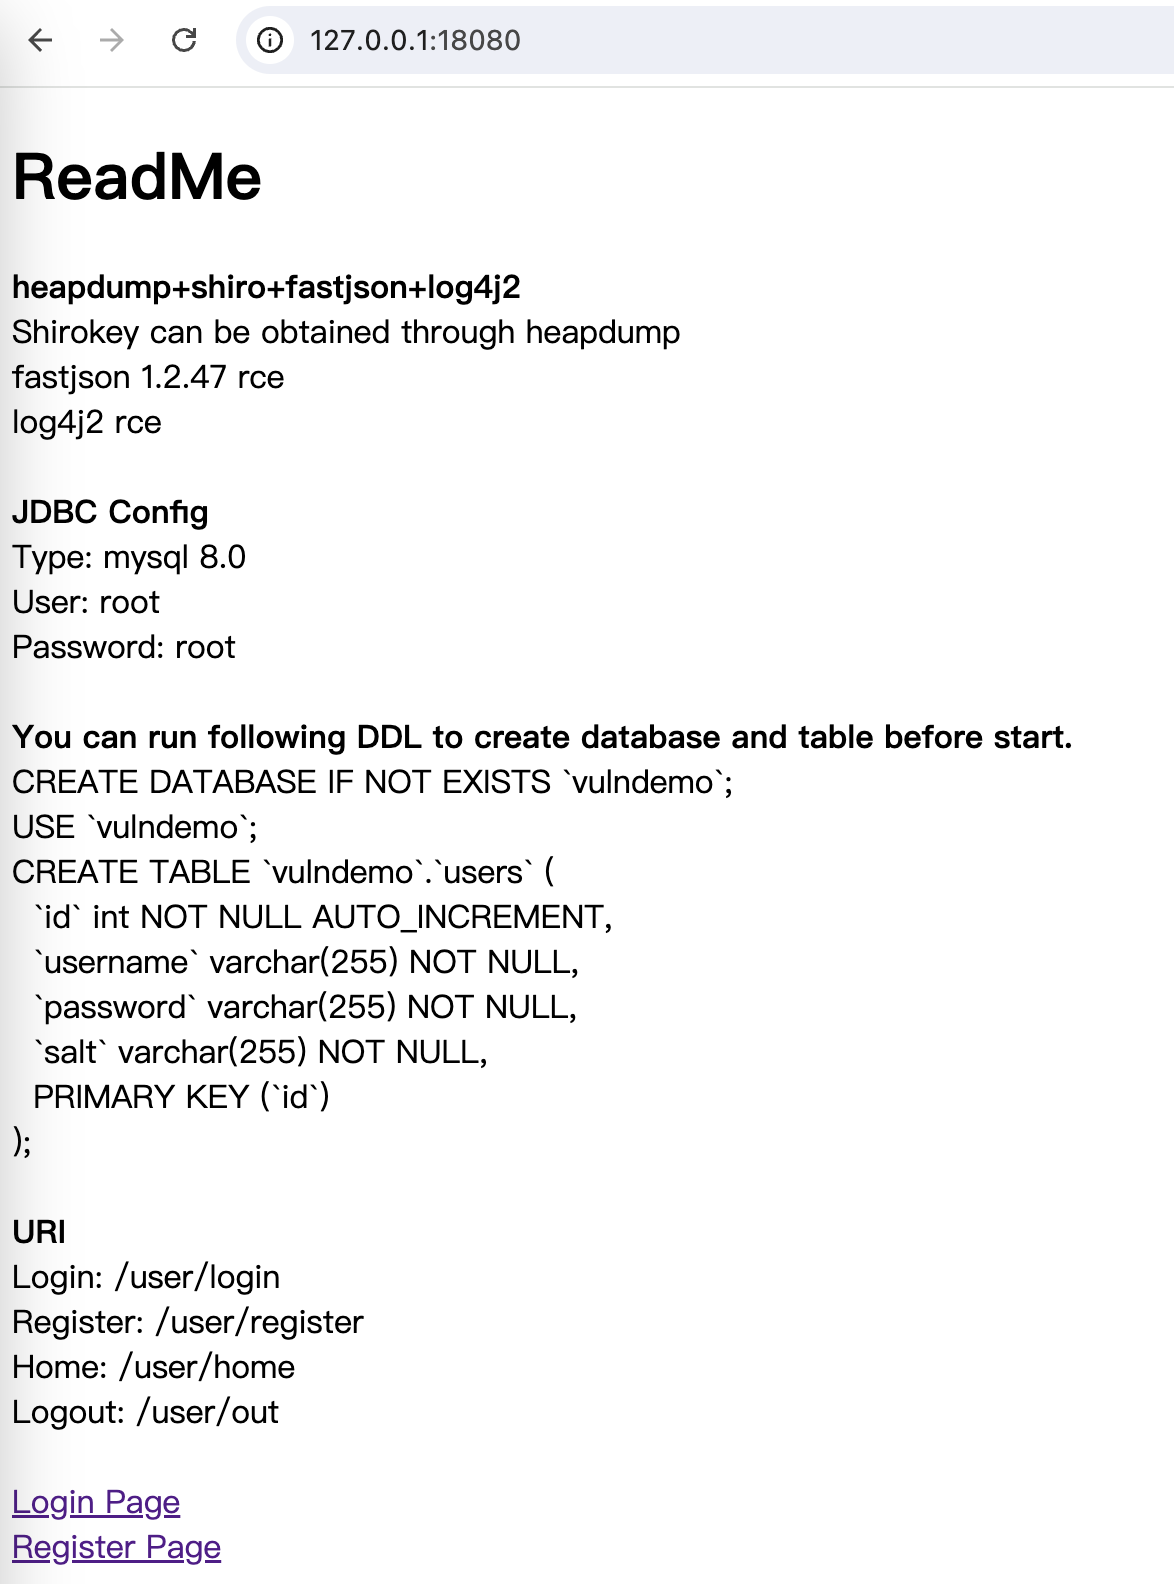 127.0.0.1:18080
ReadMe
heapdump+shiro+fastjson+log4j2
Shirokey can be obtained through heapdump
fastjson 1.2.47 rce
log4j2 rce
JDBC Config
Type: mysql 8.0
User: root
Password: root
You can run following DDL to create database and table before start.
CREATE DATABASE IF NOT EXISTS `vulndemo`;
USE `vulndemo`;
CREATE TABLE `vulndemo`.`users` (
`id` int NOT NULL AUTO_INCREMENT,
`username` varchar(255) NOT NULL,
`password` varchar(255) NOT NULL,
`salt` varchar(255) NOT NULL,
PRIMARY KEY (`id`)
);
URI
Login: /user/login
Register: /user/register
Home: /user/home
Logout: /user/out
Login Page
Register Page